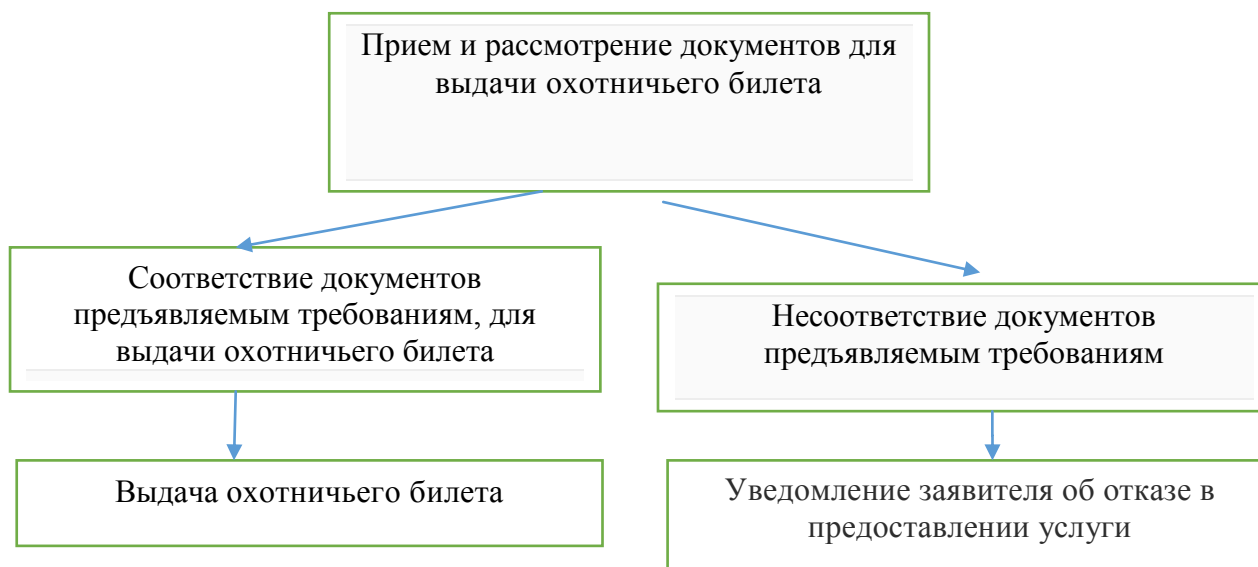 Прием и рассмотрение документов для
выдачи охотничьего билета
Соответствие документов
предъявляемым требованиям, для
выдачи охотничьего билета
Несоответствие документов
предъявляемым требованиям
Выдача охотничьего билета
Уведомление заявителя об отказе в
предоставлении услуги